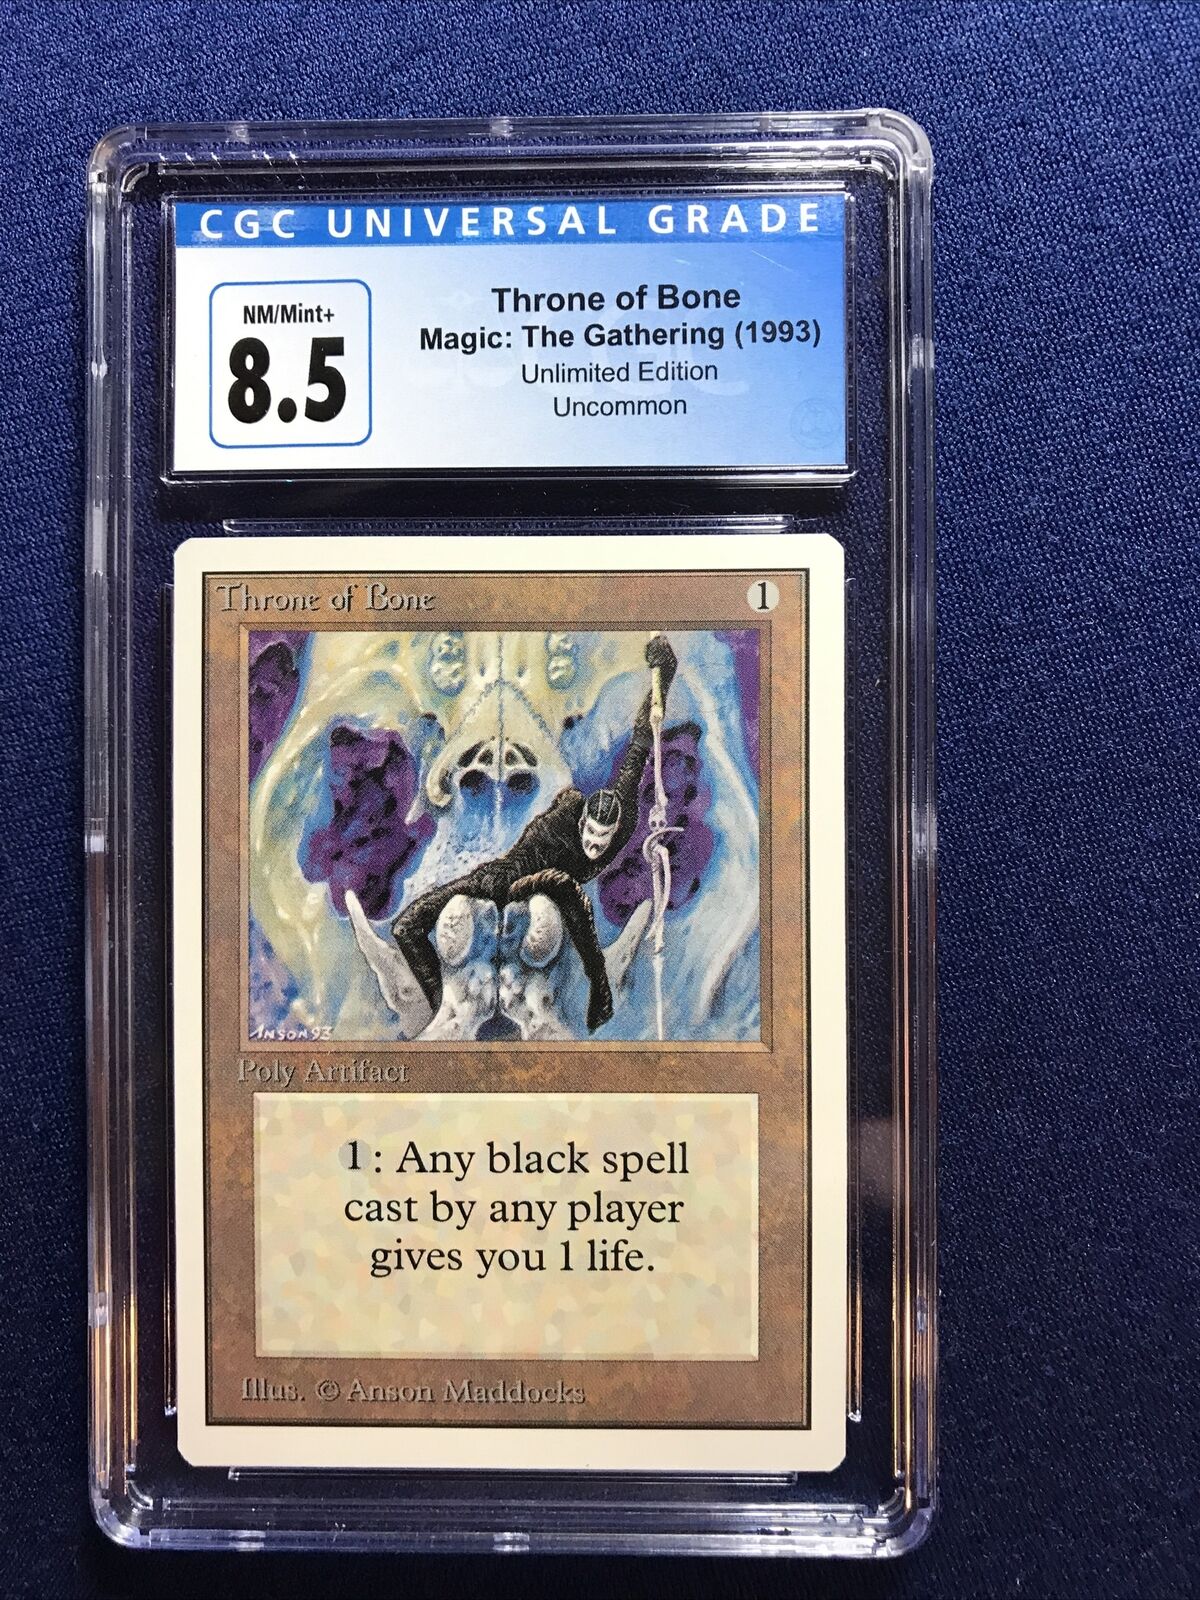 CGC UNIVERSAL GRADE
NM/Mint+
8.5
Throne of Bone
Magic: The Gathering (1993)
Unlimited Edition
Uncommon
Throne of Bone
1
ANSON93
Poly Artifact
1: Any black spell
cast by any player
gives you 1 life.
Illus. © Anson Maddocks